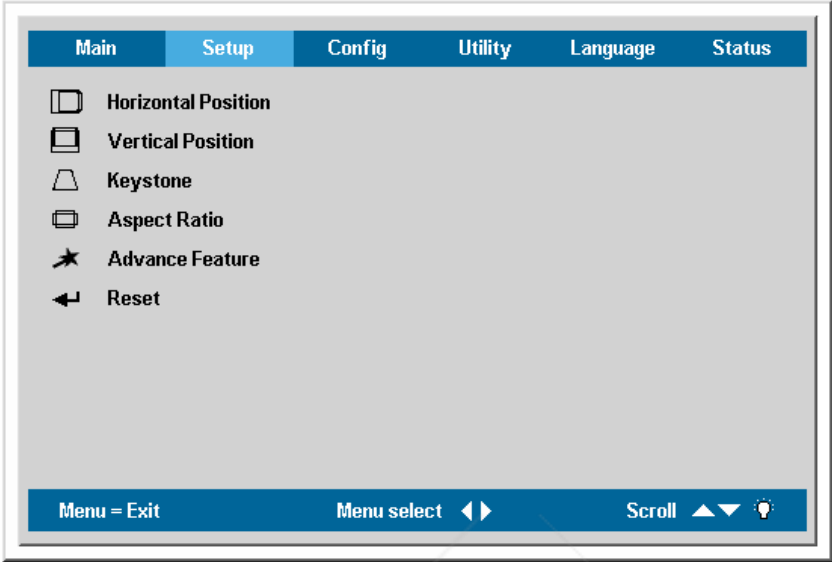 Main Setup Config Utility Language Status
Horizontal Position
Vertical Position
Keystone
Aspect Ratio
Advance Feature
Reset
Menu = Exit Menu select Scroll